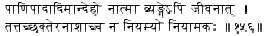 पाणिपादादिमान्देहो नात्मा व्यङ्गेऽपि जीवनात् ।
तत्तच्छक्तेरनाशाच्च न नियम्यो नियामकः ॥ १५६॥